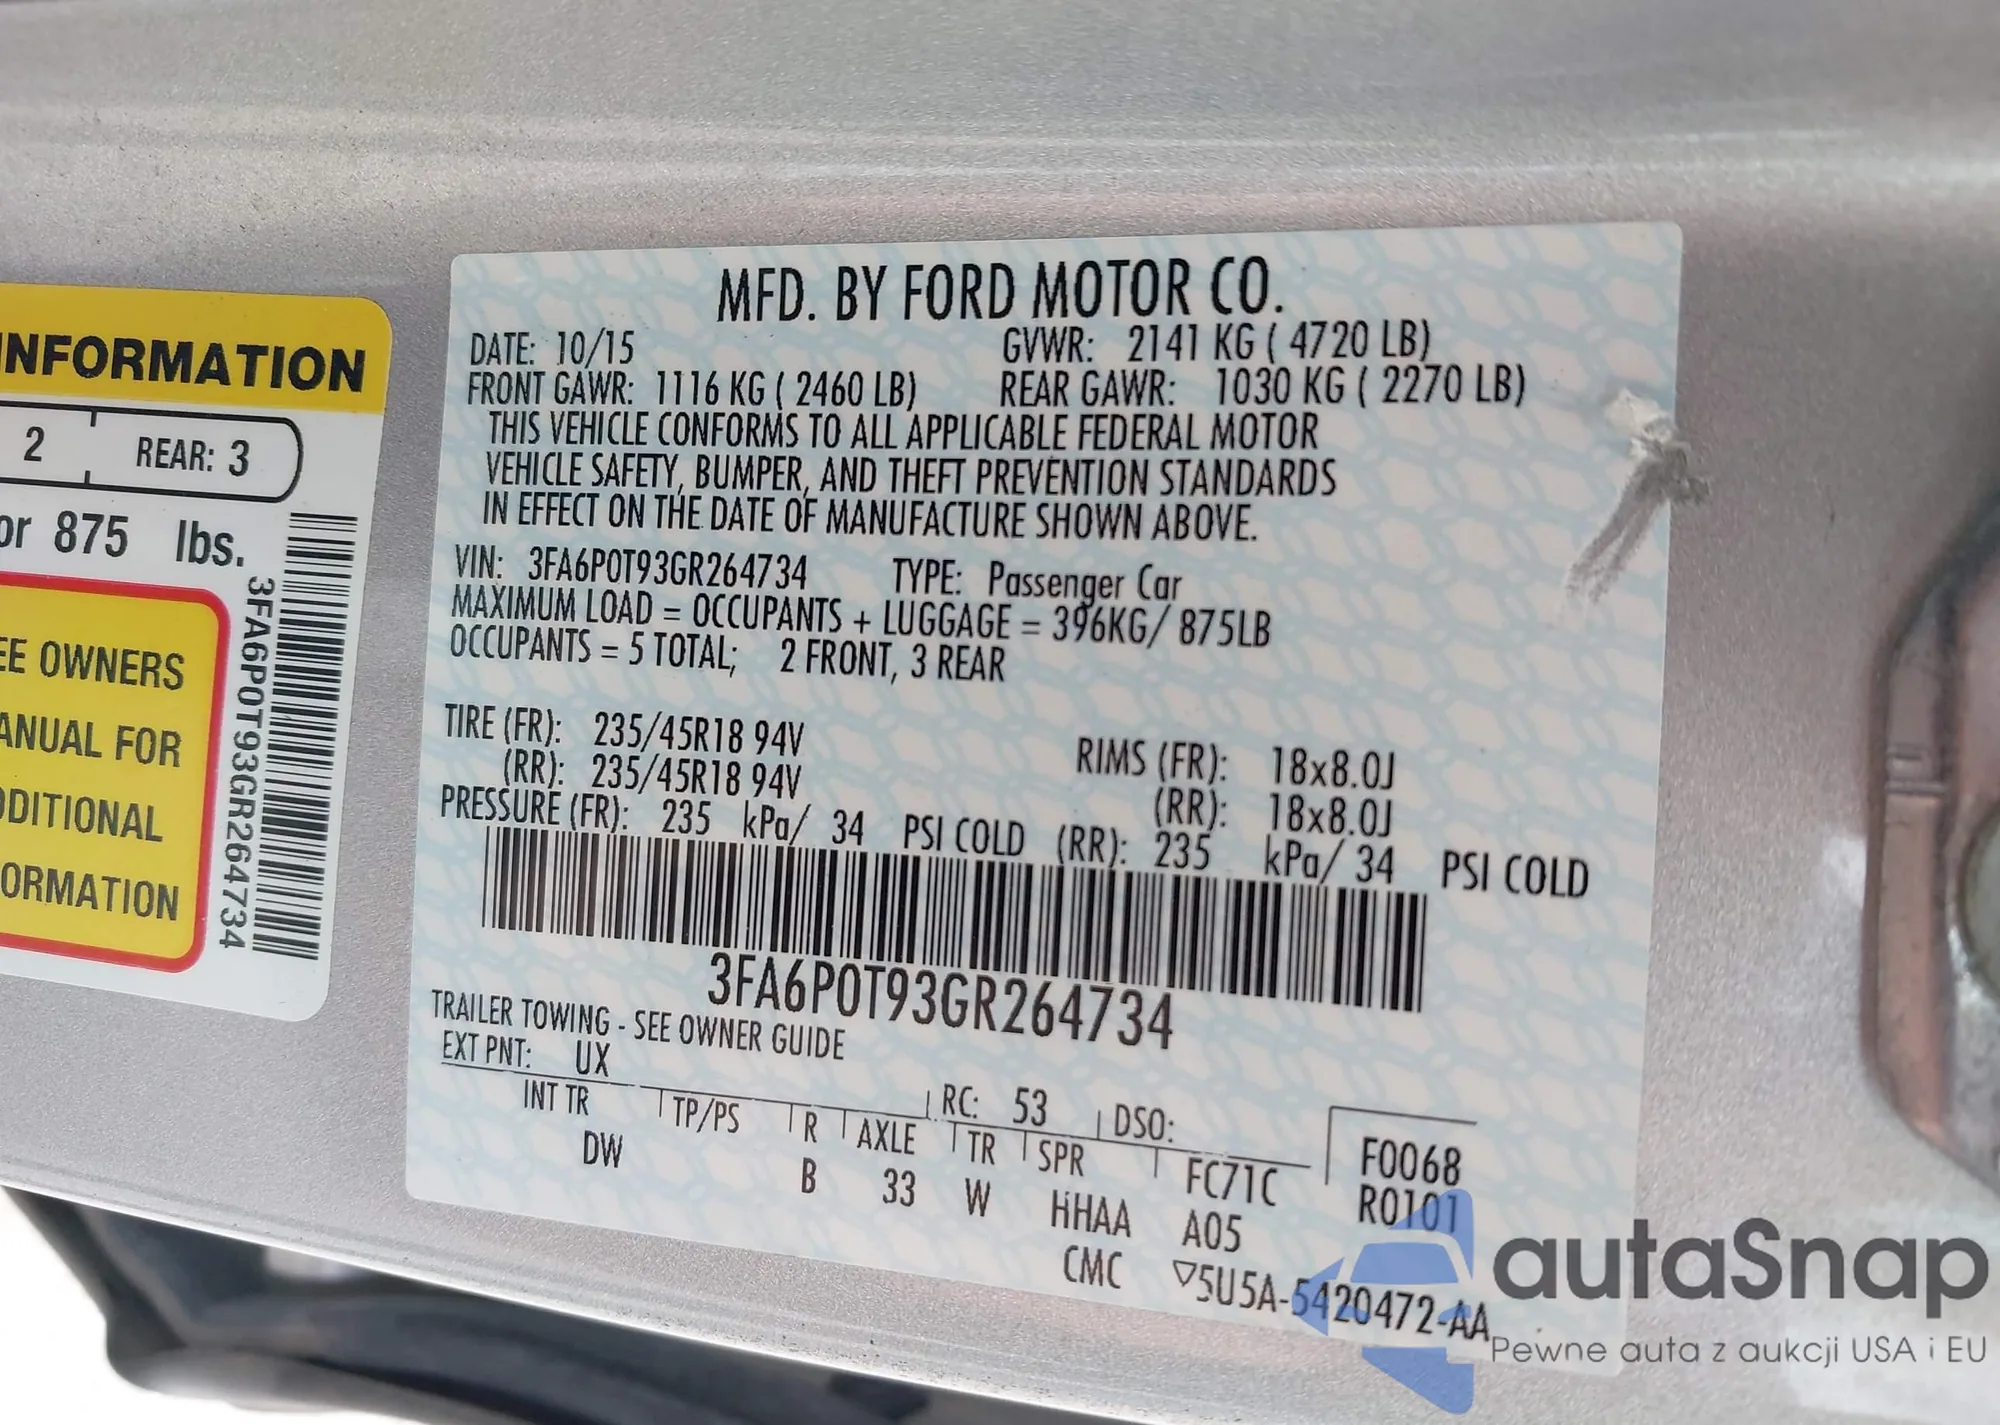 INFORMATION
2 REAR: 3
or 875 lbs.
EE OWNERS
ANUAL FOR
DDITIONAL
ORMATION
3FA6P0T93GR264734
MFD. BY FORD MOTOR CO.
DATE: 10/15 GVWR: 2141 KG ( 4720 LB)
FRONT GAWR: 1116 KG ( 2460 LB) REAR GAWR: 1030 KG ( 2270 LB)
THIS VEHICLE CONFORMS TO ALL APPLICABLE FEDERAL MOTOR
VEHICLE SAFETY, BUMPER, AND THEFT PREVENTION STANDARDS
IN EFFECT ON THE DATE OF MANUFACTURE SHOWN ABOVE.
VIN: 3FA6P0T93GR264734 TYPE: Passenger Car
MAXIMUM LOAD = OCCUPANTS + LUGGAGE = 396KG/ 875LB
OCCUPANTS = 5 TOTAL; 2 FRONT, 3 REAR
TIRE (FR): 235/45R18 94V RIMS (FR): 18x8.0J
(RR): 235/45R18 94V (RR): 18x8.0J
PRESSURE (FR): 235 kPa/ 34 PSI COLD (RR): 235 kPa/ 34 PSI COLD
3FA6P0T93GR264734
TRAILER TOWING - SEE OWNER GUIDE
EXT PNT: UX RC: 53 DSO:
INT TR TP/PS R AXLE TR SPR FC71C F0068
DW B 33 W HHAA A05 R0101
CMC ▽5U5A-5420472-AA
autaSnap
Pewne auta z aukcji USA i EU